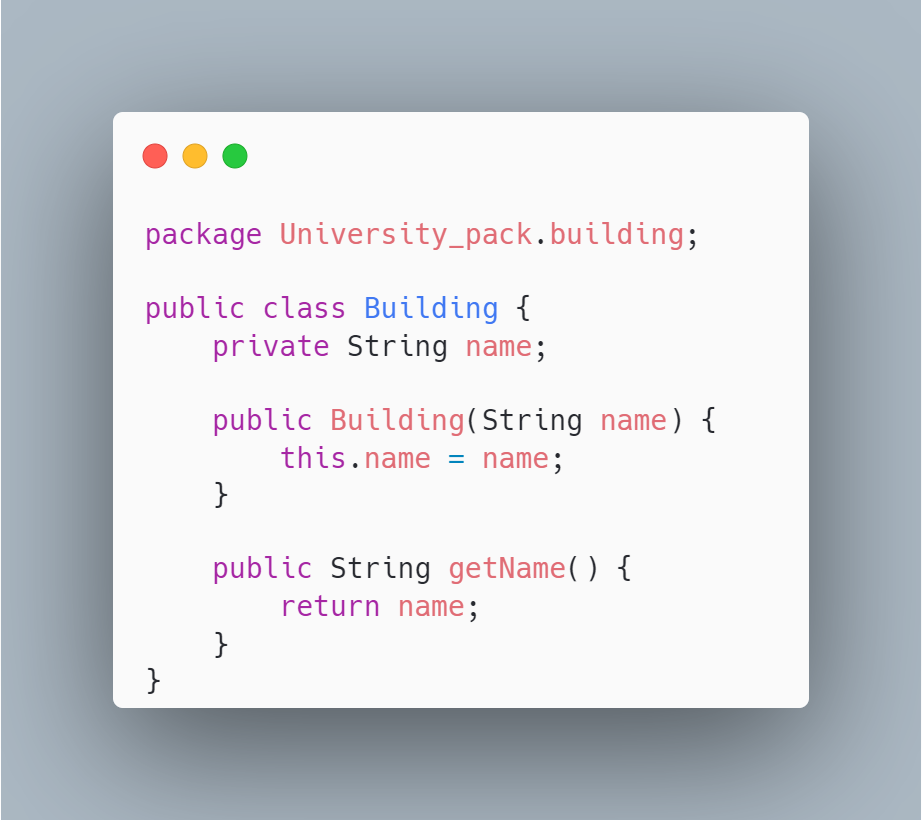 package University_pack.building;

public class Building {
    private String name;

    public Building(String name) {
        this.name = name;
    }

    public String getName() {
        return name;
    }
}